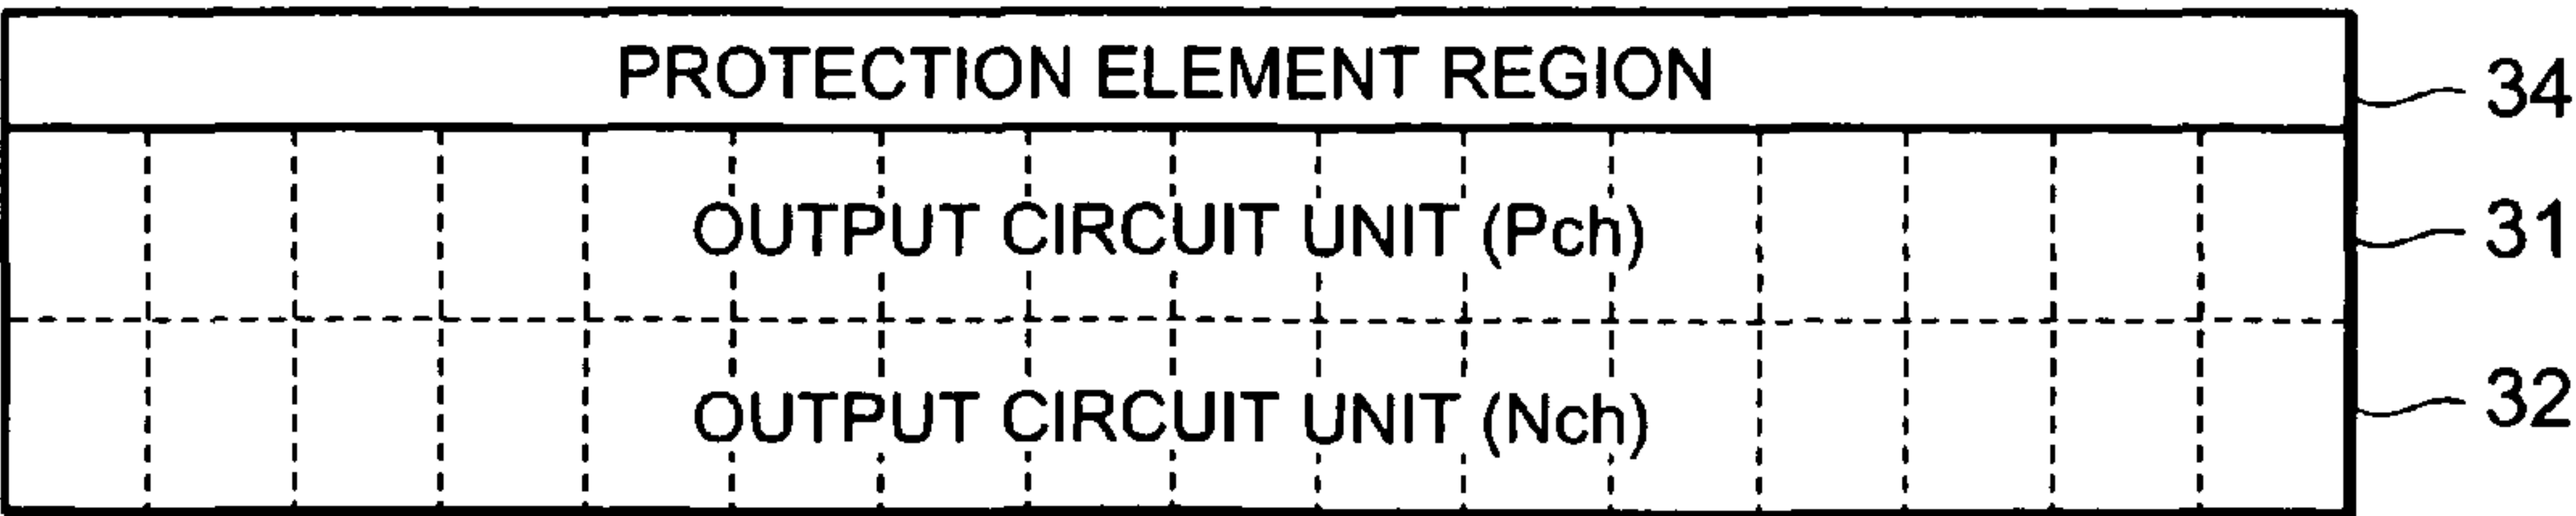 PROTECTION ELEMENT REGION
34
OUTPUT CIRCUIT UNIT (Pch)
31
OUTPUT CIRCUIT UNIT (Nch)
32